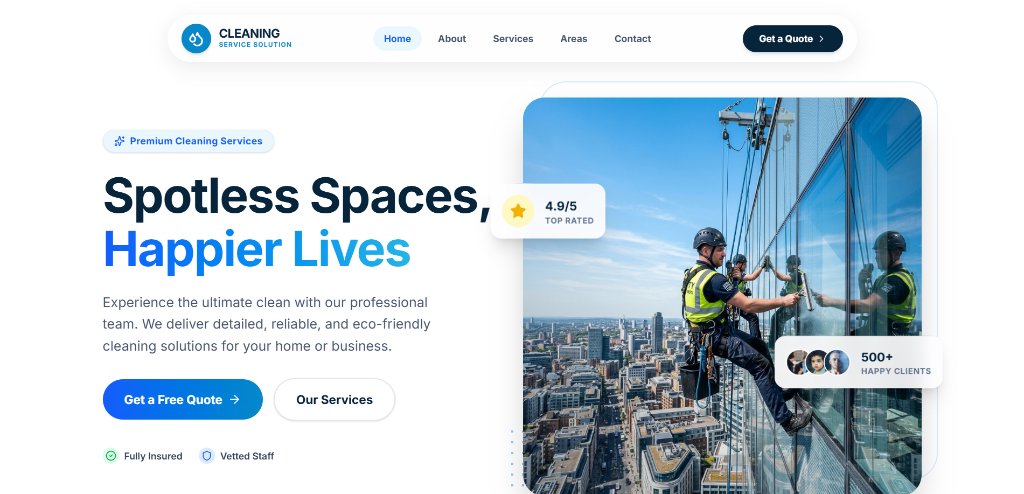 CLEANING
SERVICE SOLUTION
Home
About
Services
Areas
Contact
Get a Quote
Premium Cleaning Services
Spotless Spaces,
Happier Lives
Experience the ultimate clean with our professional
team. We deliver detailed, reliable, and eco-friendly
cleaning solutions for your home or business.
Get a Free Quote
Our Services
Fully Insured
Vetted Staff
4.9/5
TOP RATED
500+
HAPPY CLIENTS